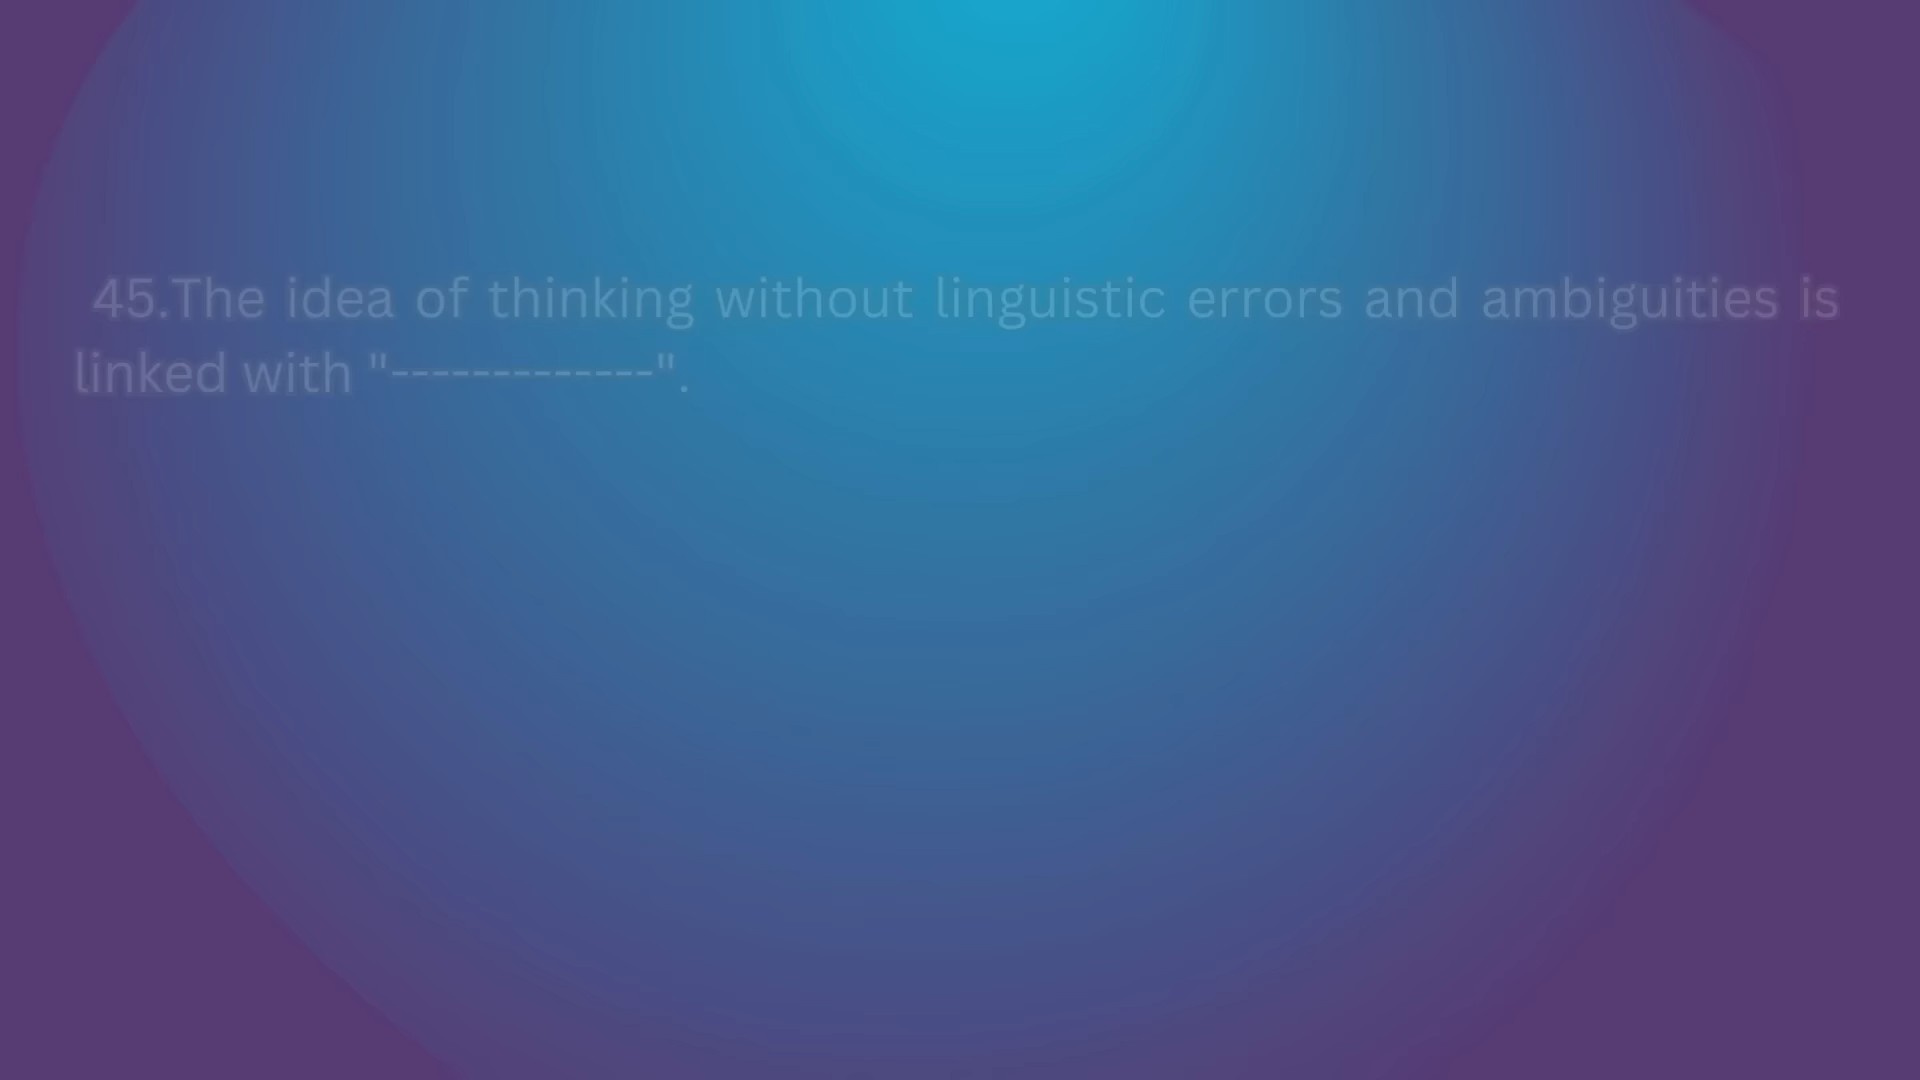 45.The idea of thinking without linguistic errors and ambiguities is
linked with "-------------".